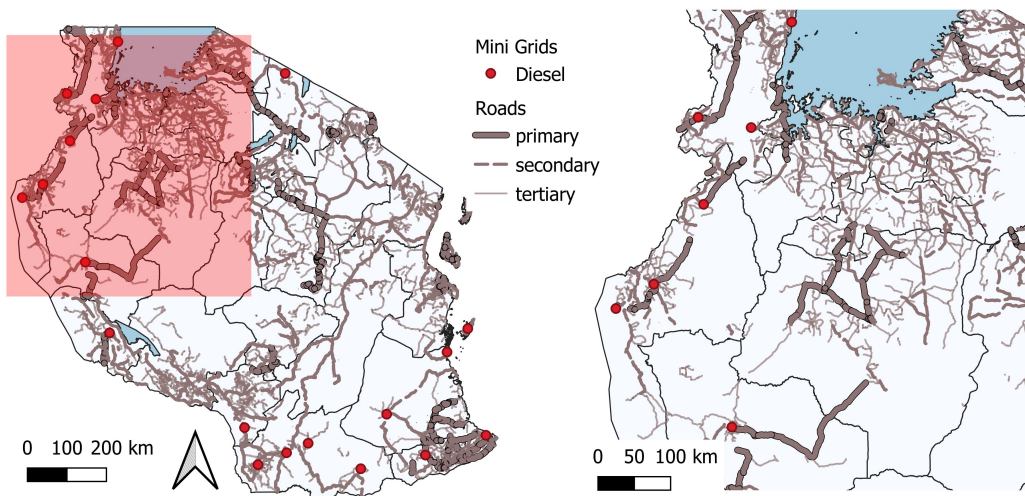 Mini Grids
Diesel
Roads
primary
secondary
tertiary
0 100 200 km
0 50 100 km